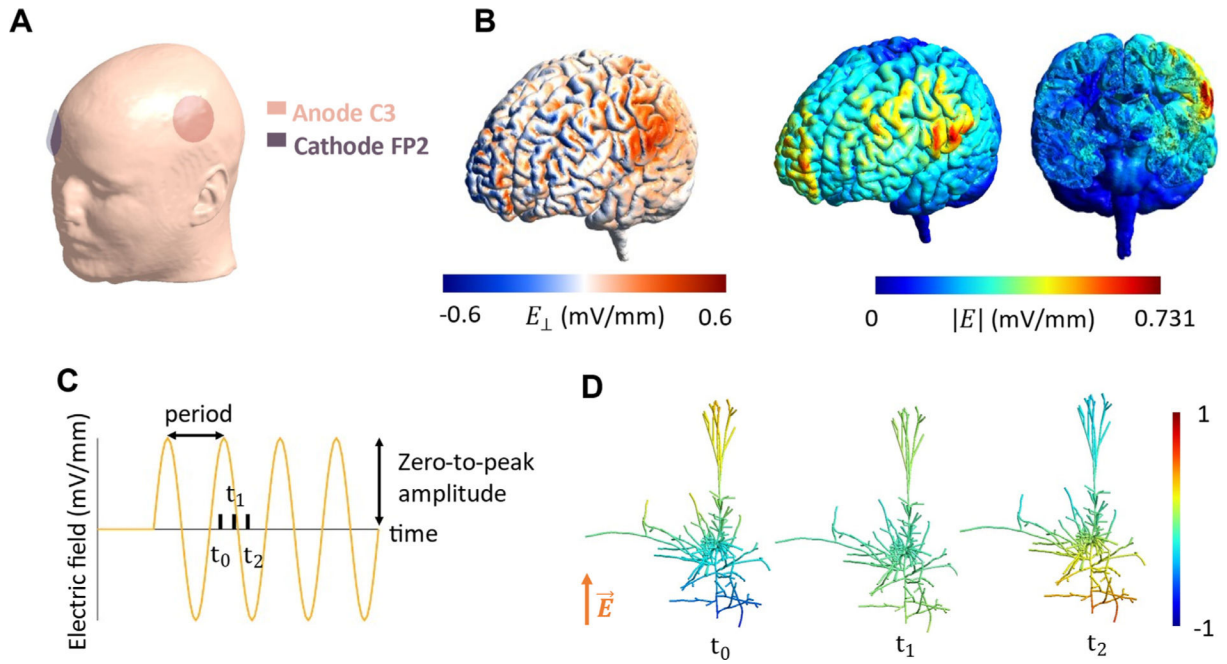 A
Anode C3
Cathode FP2
B
-0.6
E⊥ (mV/mm)
0.6
0
|E| (mV/mm)
0.731
C
Electric field (mV/mm)
period
t₁
t₀
t₂
Zero-to-peak
amplitude
time
D
E⃗
t₀
t₁
t₂
1
-1